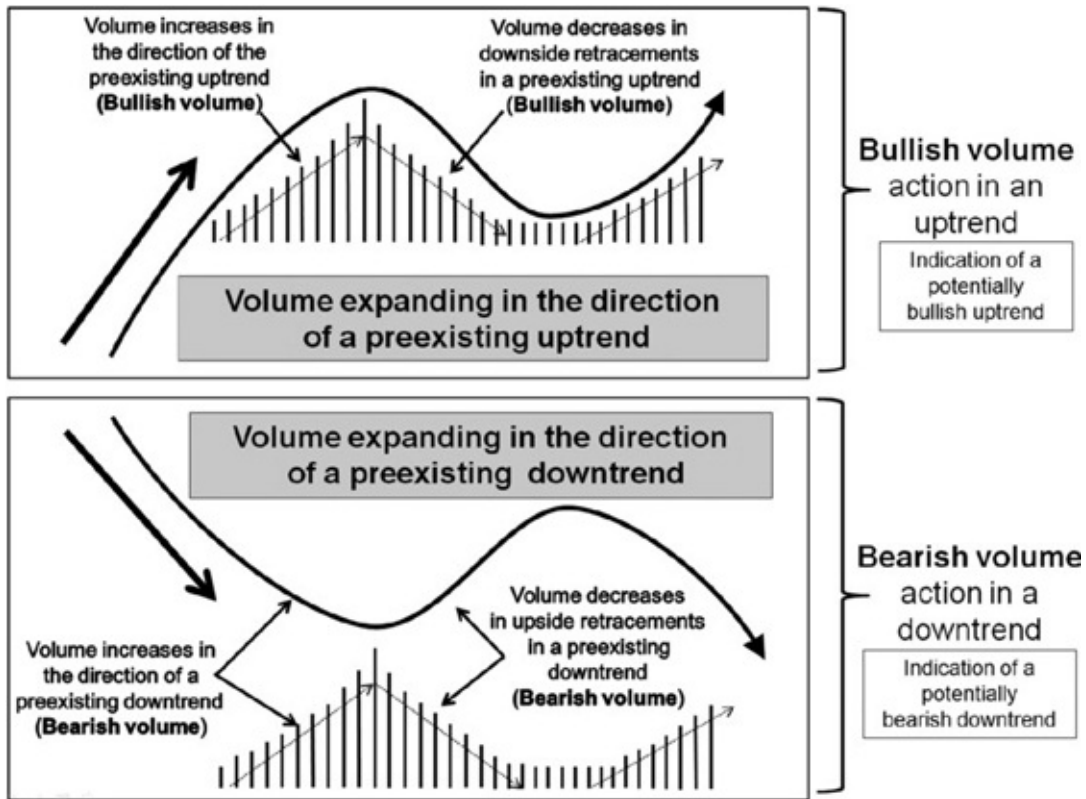 Volume increases in
the direction of the
preexisting uptrend
(Bullish volume)
Volume decreases in
downside retracements
in a preexisting uptrend
(Bullish volume)
Volume expanding in the direction
of a preexisting uptrend
Bullish volume
action in an
uptrend
Indication of a
potentially
bullish uptrend
Volume expanding in the direction
of a preexisting downtrend
Volume increases in
the direction of a
preexisting downtrend
(Bearish volume)
Volume decreases
in upside retracements
in a preexisting
downtrend
(Bearish volume)
Bearish volume
action in a
downtrend
Indication of a
potentially
bearish downtrend